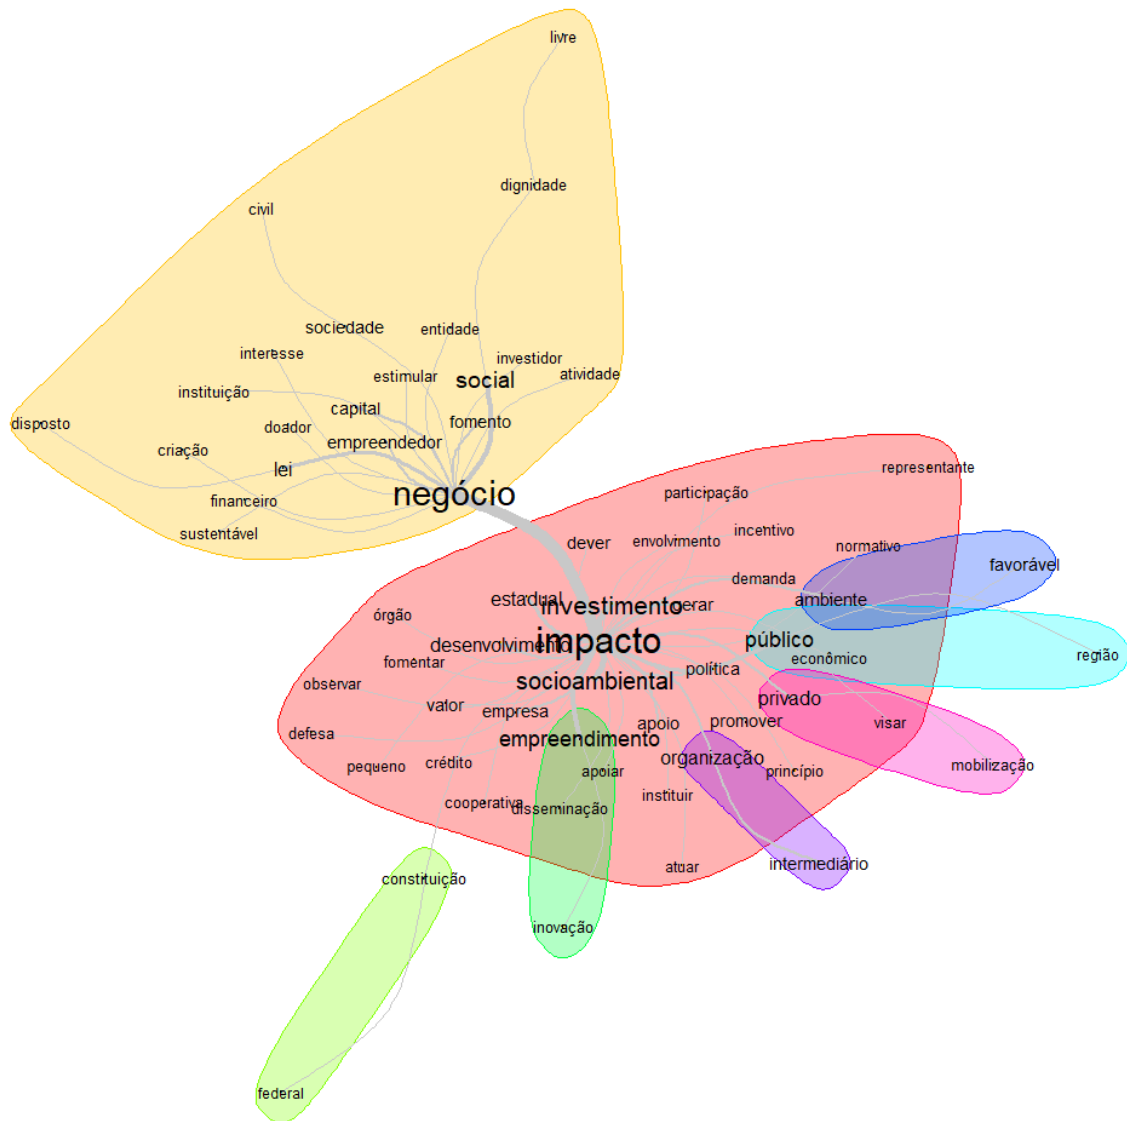 livre
dignidade
civil
sociedade
entidade
interesse
investidor
estimular
social
atividade
instituição
capital
disposto
doador
fomento
criação
empreendedor
lei
negócio
financeiro
sustentável
representante
participação
incentivo
dever
envolvimento
normativo
favorável
demanda
estadual
investimento
gerar
ambiente
órgão
desenvolvimento
impacto
público
fomentar
econômico
região
política
observar
socioambiental
valor
empresa
privado
apoio
promover
visar
defesa
empreendimento
organização
pequeno
crédito
apoiar
princípio
mobilização
cooperativa
disseminação
instituir
atuar
intermediário
constituição
inovação
federal